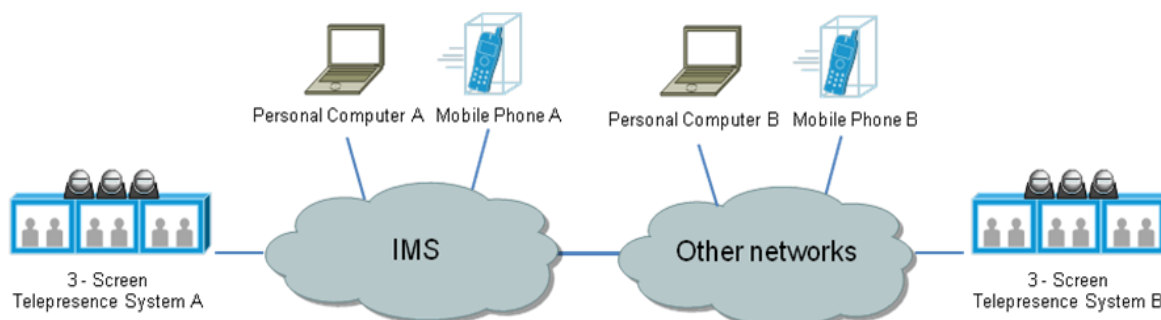 Personal Computer A
Mobile Phone A
Personal Computer B
Mobile Phone B
IMS
Other networks
3 - Screen
Telepresence System A
3 - Screen
Telepresence System B